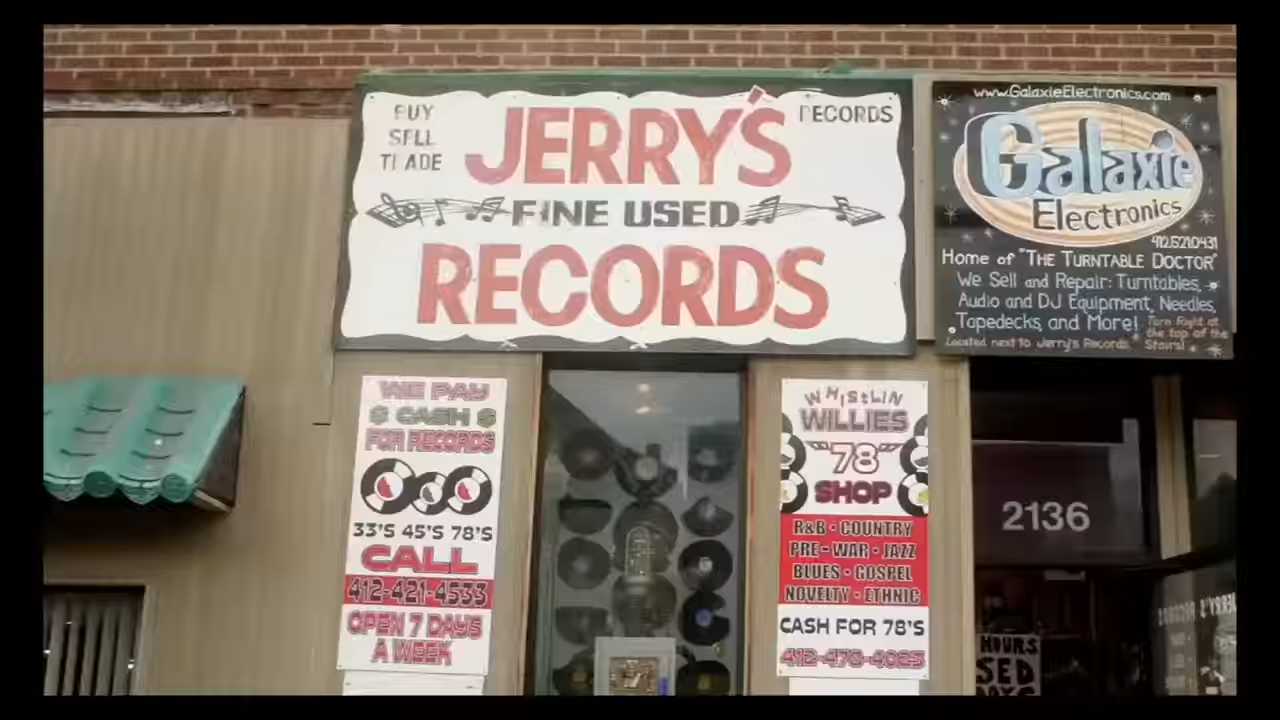 BUY
SELL
TRADE
JERRY'S
RECORDS
FINE USED
RECORDS
www.GalaxieElectronics.com
Galaxie
Electronics
412.521.0431
Home of "THE TURNTABLE DOCTOR"
We Sell and Repair: Turntables,
Audio and DJ Equipment, Needles,
Tapedecks, and More!
Turn Right at
the top of the
Stairs!
Located next to Jerry's Records
WE PAY
$ CASH $
FOR RECORDS
33'S 45'S 78'S
CALL
412-421-4533
OPEN 7 DAYS
A WEEK
WHISTLIN
WILLIES
"78"
SHOP
R&B • COUNTRY
PRE-WAR • JAZZ
BLUES • GOSPEL
NOVELTY • ETHNIC
CASH FOR 78'S
2136
HOURS
JERRY'S RECORDS